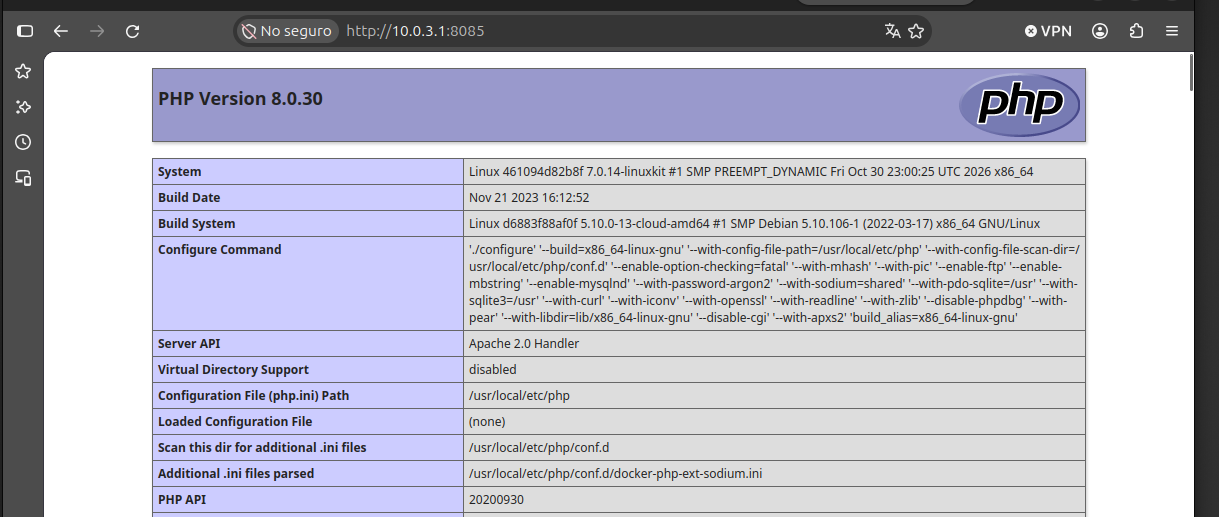 No seguro http://10.0.3.1:8085 VPN
PHP Version 8.0.30 php
System Linux 461094d82b8f 7.0.14-linuxkit #1 SMP PREEMPT_DYNAMIC Fri Oct 30 23:00:25 UTC 2026 x86_64
Build Date Nov 21 2023 16:12:52
Build System Linux d6883f88af0f 5.10.0-13-cloud-amd64 #1 SMP Debian 5.10.106-1 (2022-03-17) x86_64 GNU/Linux
Configure Command './configure' '--build=x86_64-linux-gnu' '--with-config-file-path=/usr/local/etc/php' '--with-config-file-scan-dir=/
usr/local/etc/php/conf.d' '--enable-option-checking=fatal' '--with-mhash' '--with-pic' '--enable-ftp' '--enable-
mbstring' '--enable-mysqlnd' '--with-password-argon2' '--with-sodium=shared' '--with-pdo-sqlite=/usr' '--with-
sqlite3=/usr' '--with-curl' '--with-iconv' '--with-openssl' '--with-readline' '--with-zlib' '--disable-phpdbg' '--with-
pear' '--with-libdir=lib/x86_64-linux-gnu' '--disable-cgi' '--with-apxs2' 'build_alias=x86_64-linux-gnu'
Server API Apache 2.0 Handler
Virtual Directory Support disabled
Configuration File (php.ini) Path /usr/local/etc/php
Loaded Configuration File (none)
Scan this dir for additional .ini files /usr/local/etc/php/conf.d
Additional .ini files parsed /usr/local/etc/php/conf.d/docker-php-ext-sodium.ini
PHP API 20200930